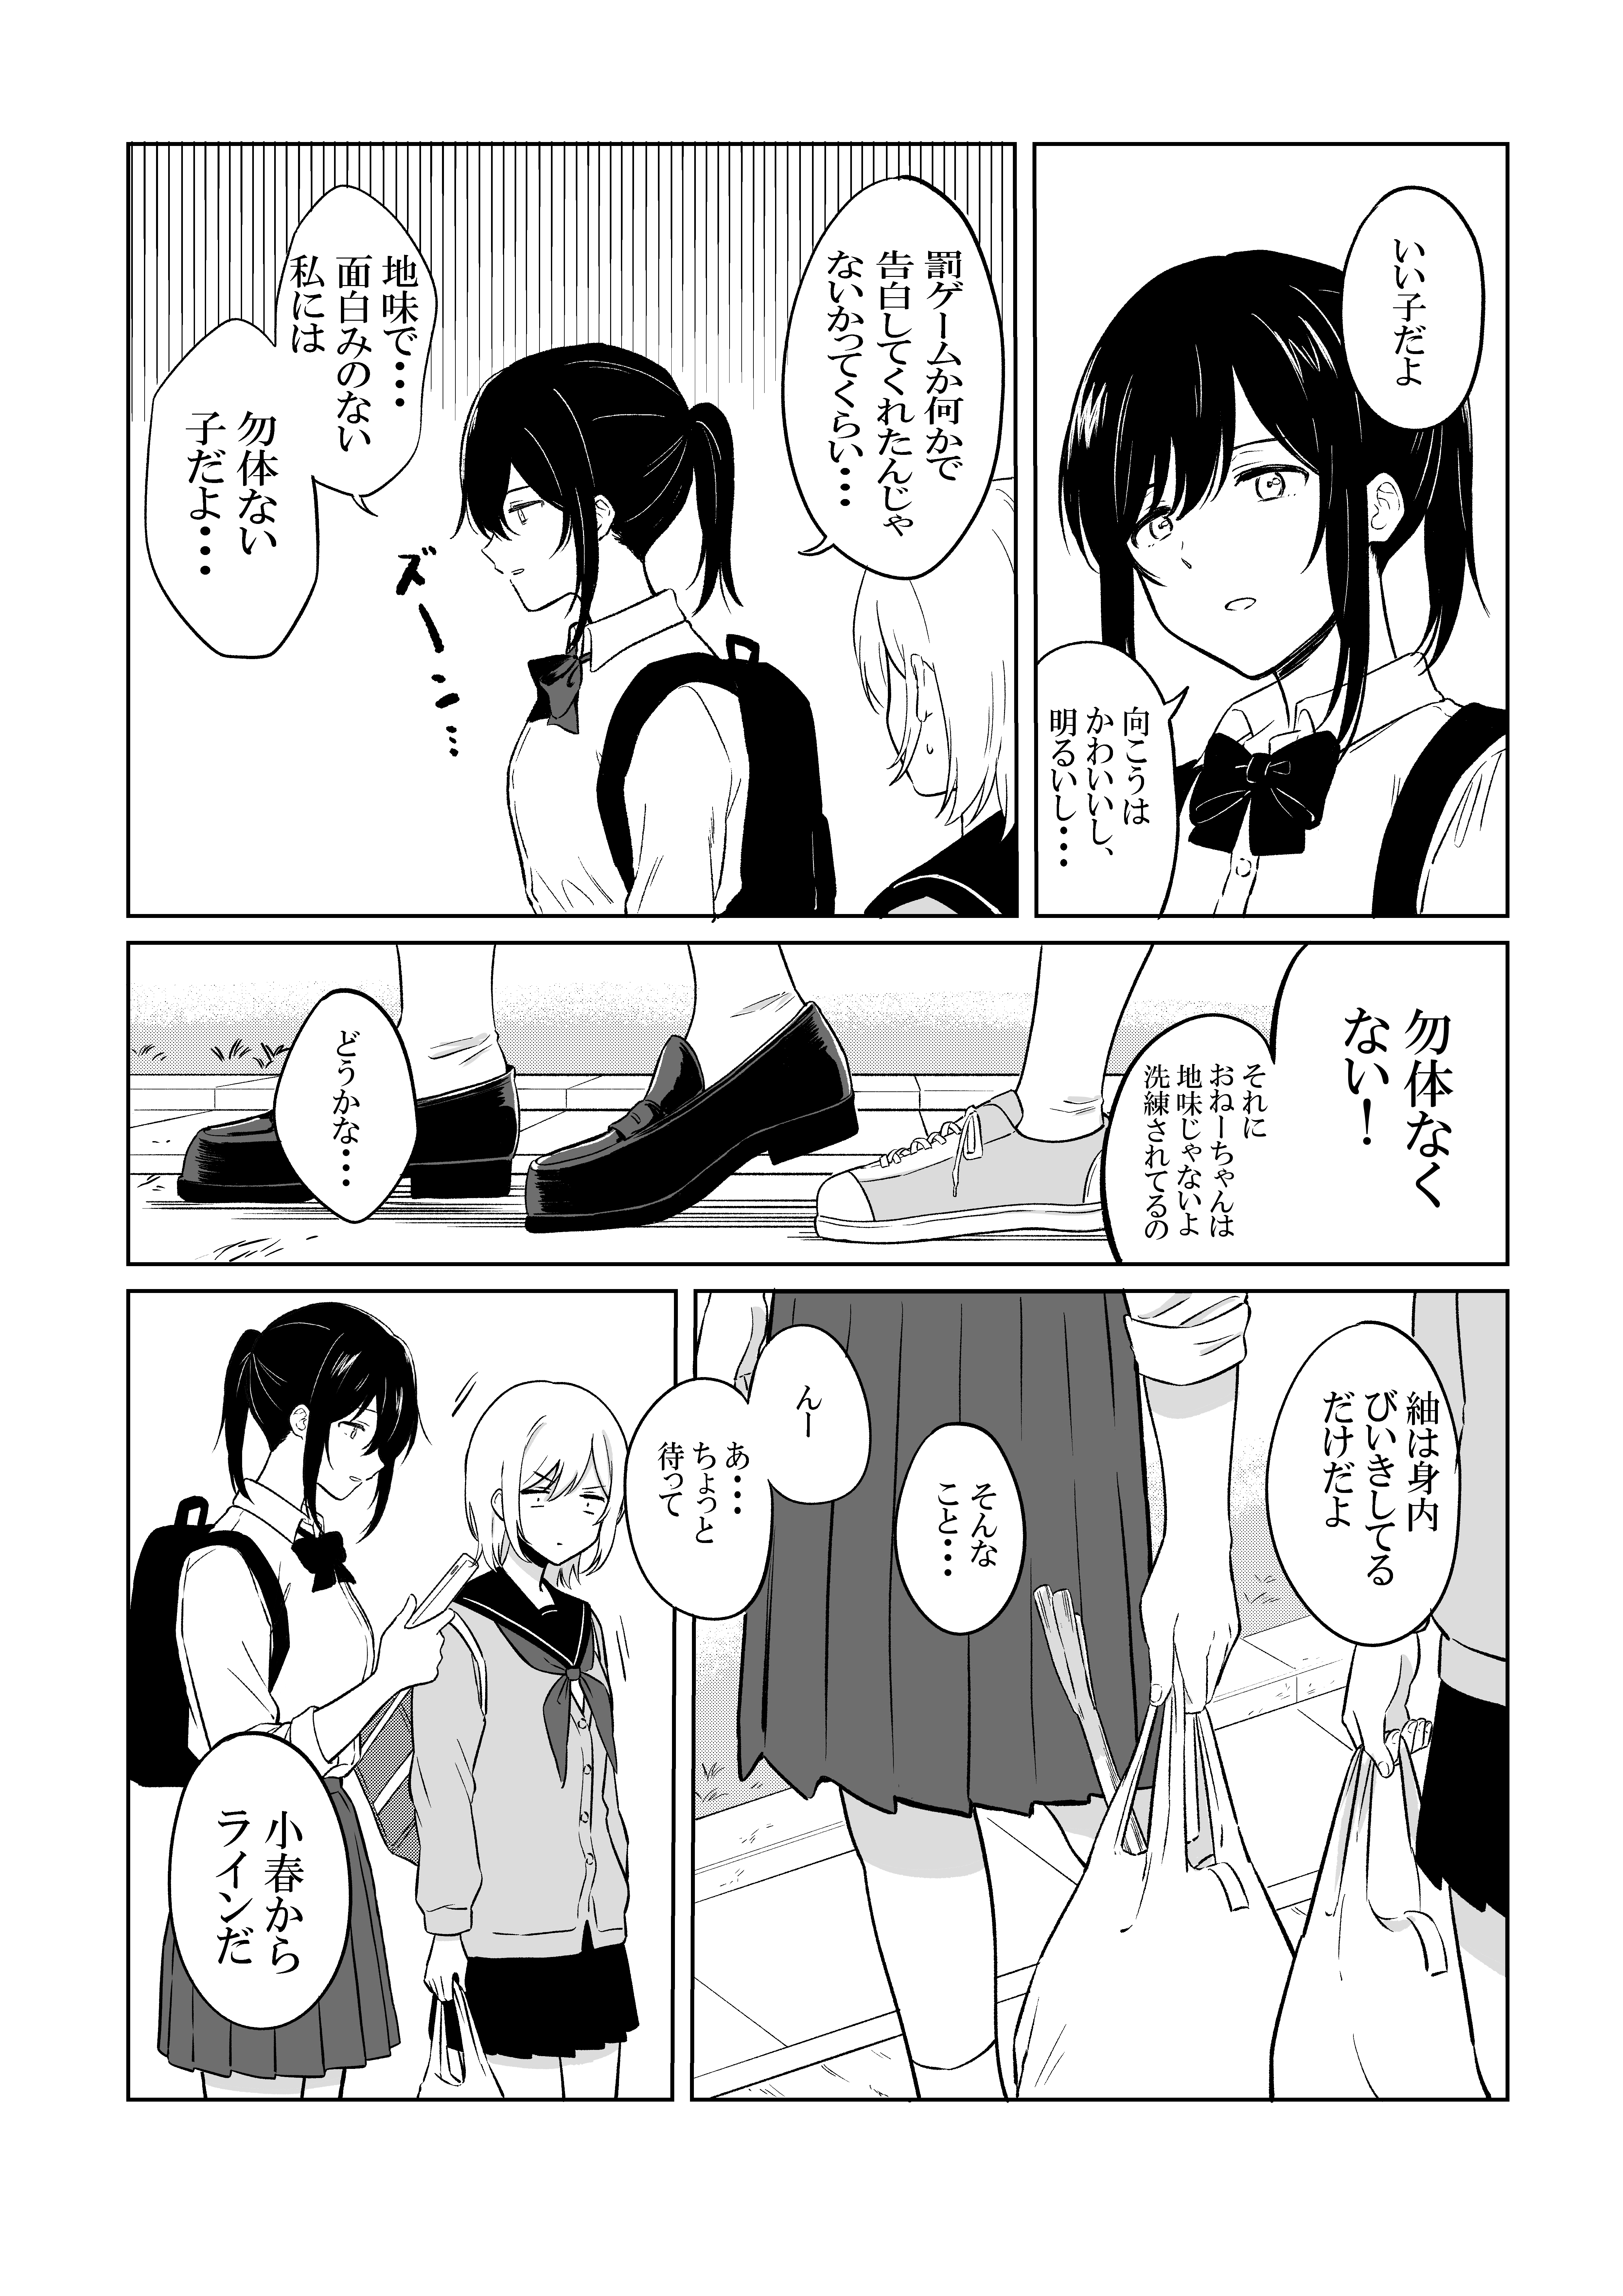 いい子だよ
向こうは
かわいいし、
明るいし・・・
罰ゲームか何かで
告白してくれたんじゃ
ないかってくらい・・・
地味で・・・
面白みのない
私には
勿体ない
子だよ・・・
ズーン…
勿体なく
ない！
それに
おねーちゃんは
地味じゃないよ
洗練されてるの
どうかな・・・
紬は身内
びいきしてる
だけだよ
そんな
こと・・・
んー
あ・・・
ちょっと
待って
小春から
ラインだ